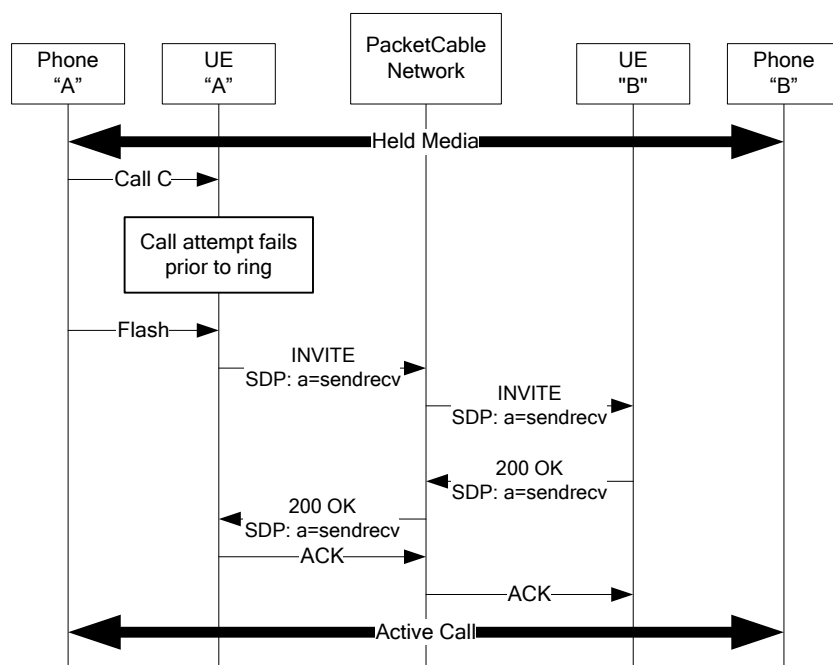 Phone
“A”
UE
“A”
PacketCable
Network
UE
"B"
Phone
“B”
Held Media
Call C
Call attempt fails
prior to ring
Flash
INVITE
SDP: a=sendrecv
INVITE
SDP: a=sendrecv
200 OK
SDP: a=sendrecv
200 OK
SDP: a=sendrecv
ACK
ACK
Active Call